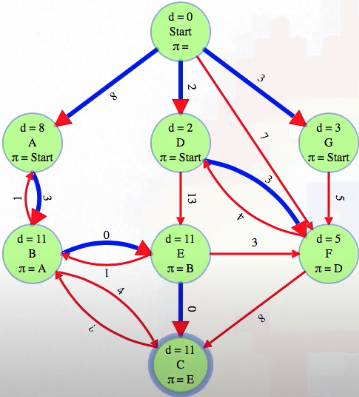 d = 0
Start
π =
8
2
3
d = 8
A
π = Start
d = 2
D
π = Start
7
d = 3
G
π = Start
1
3
13
3
4
5
d = 11
B
π = A
0
1
d = 11
E
π = B
3
d = 5
F
π = D
4
0
8
d = 11
C
π = E